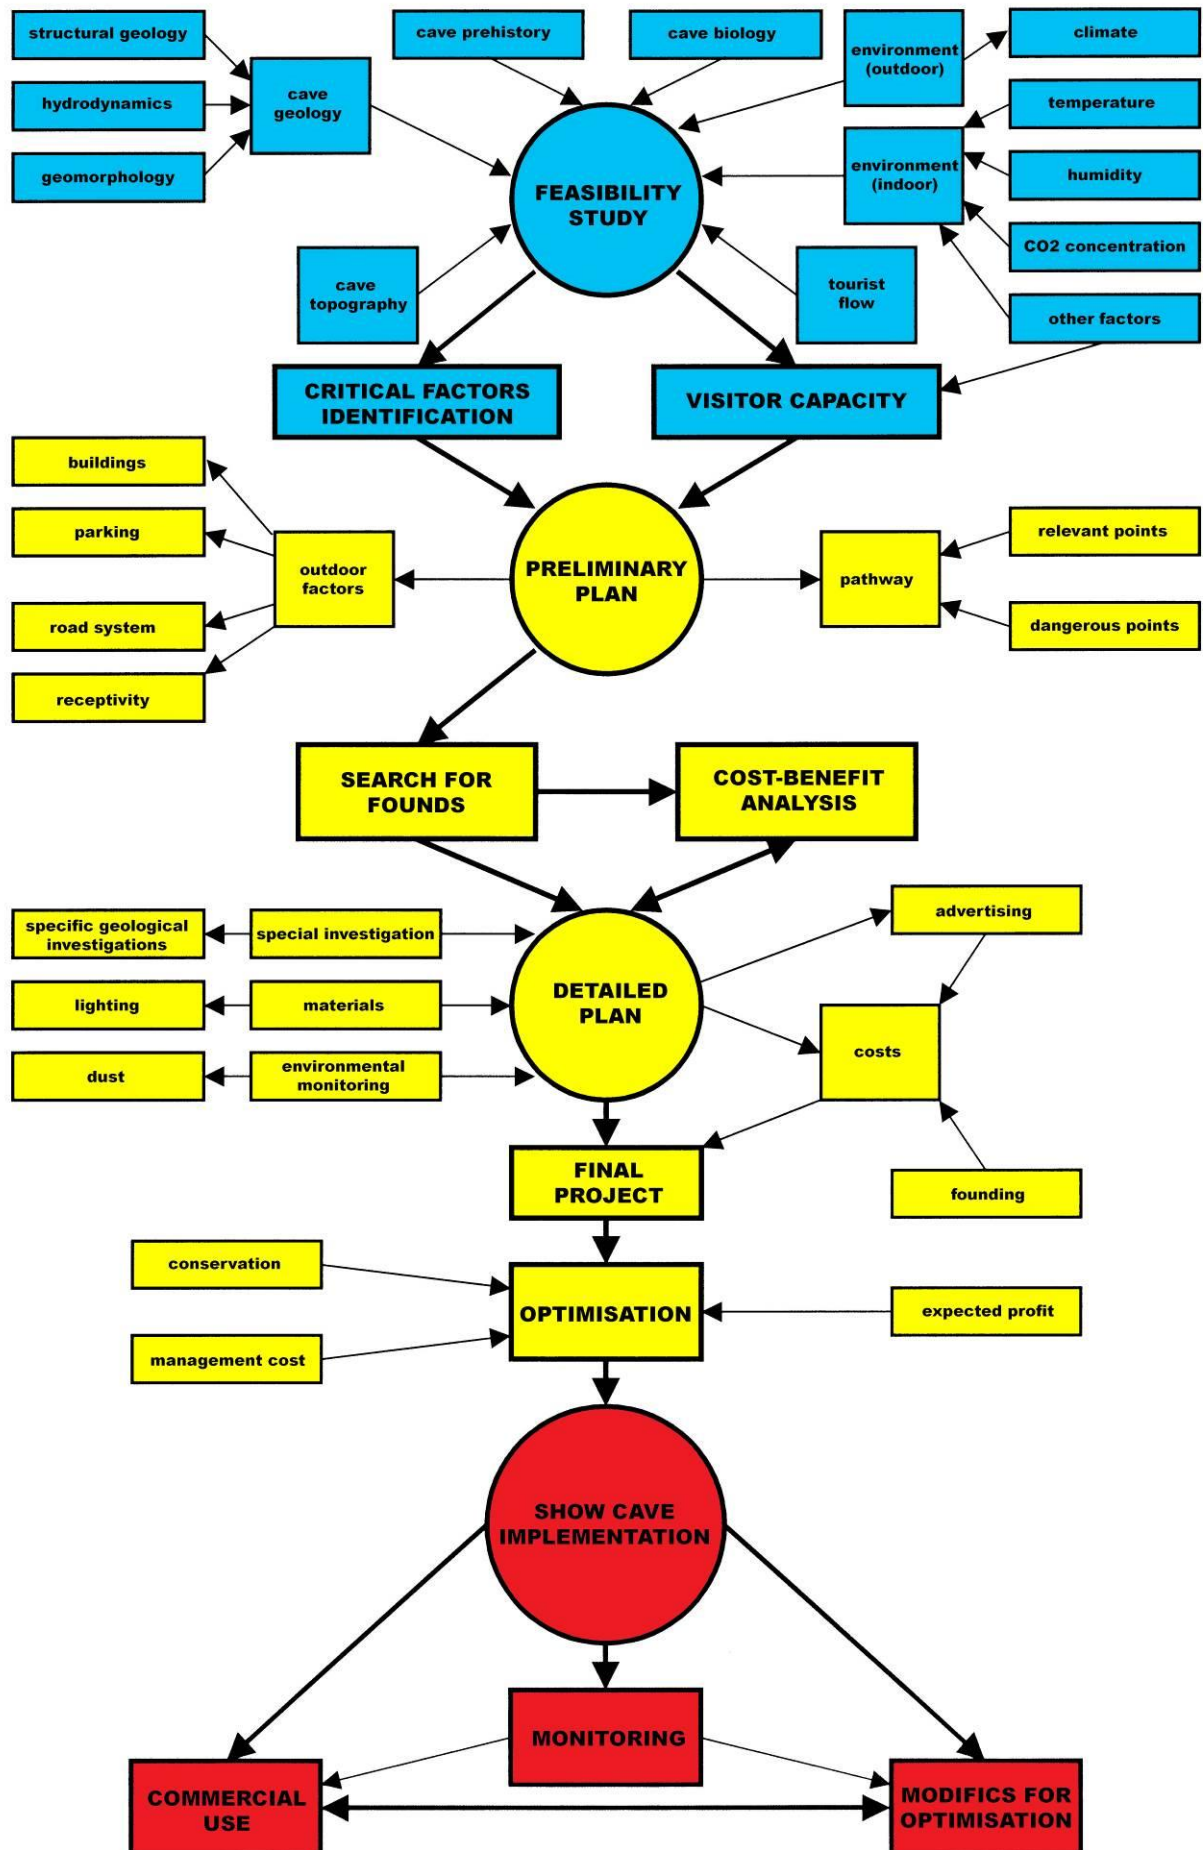 structural geology
cave prehistory
cave biology
environment
(outdoor)
climate
hydrodynamics
cave
geology
temperature
geomorphology
environment
(indoor)
humidity
FEASIBILITY
STUDY
CO2 concentration
cave
topography
tourist
flow
other factors
CRITICAL FACTORS
IDENTIFICATION
VISITOR CAPACITY
buildings
parking
outdoor
factors
road system
receptivity
PRELIMINARY
PLAN
pathway
relevant points
dangerous points
SEARCH FOR
FOUNDS
COST-BENEFIT
ANALYSIS
specific geological
investigations
special investigation
advertising
lighting
materials
DETAILED
PLAN
costs
dust
environmental
monitoring
FINAL
PROJECT
founding
conservation
OPTIMISATION
expected profit
management cost
SHOW CAVE
IMPLEMENTATION
MONITORING
COMMERCIAL
USE
MODIFICS FOR
OPTIMISATION